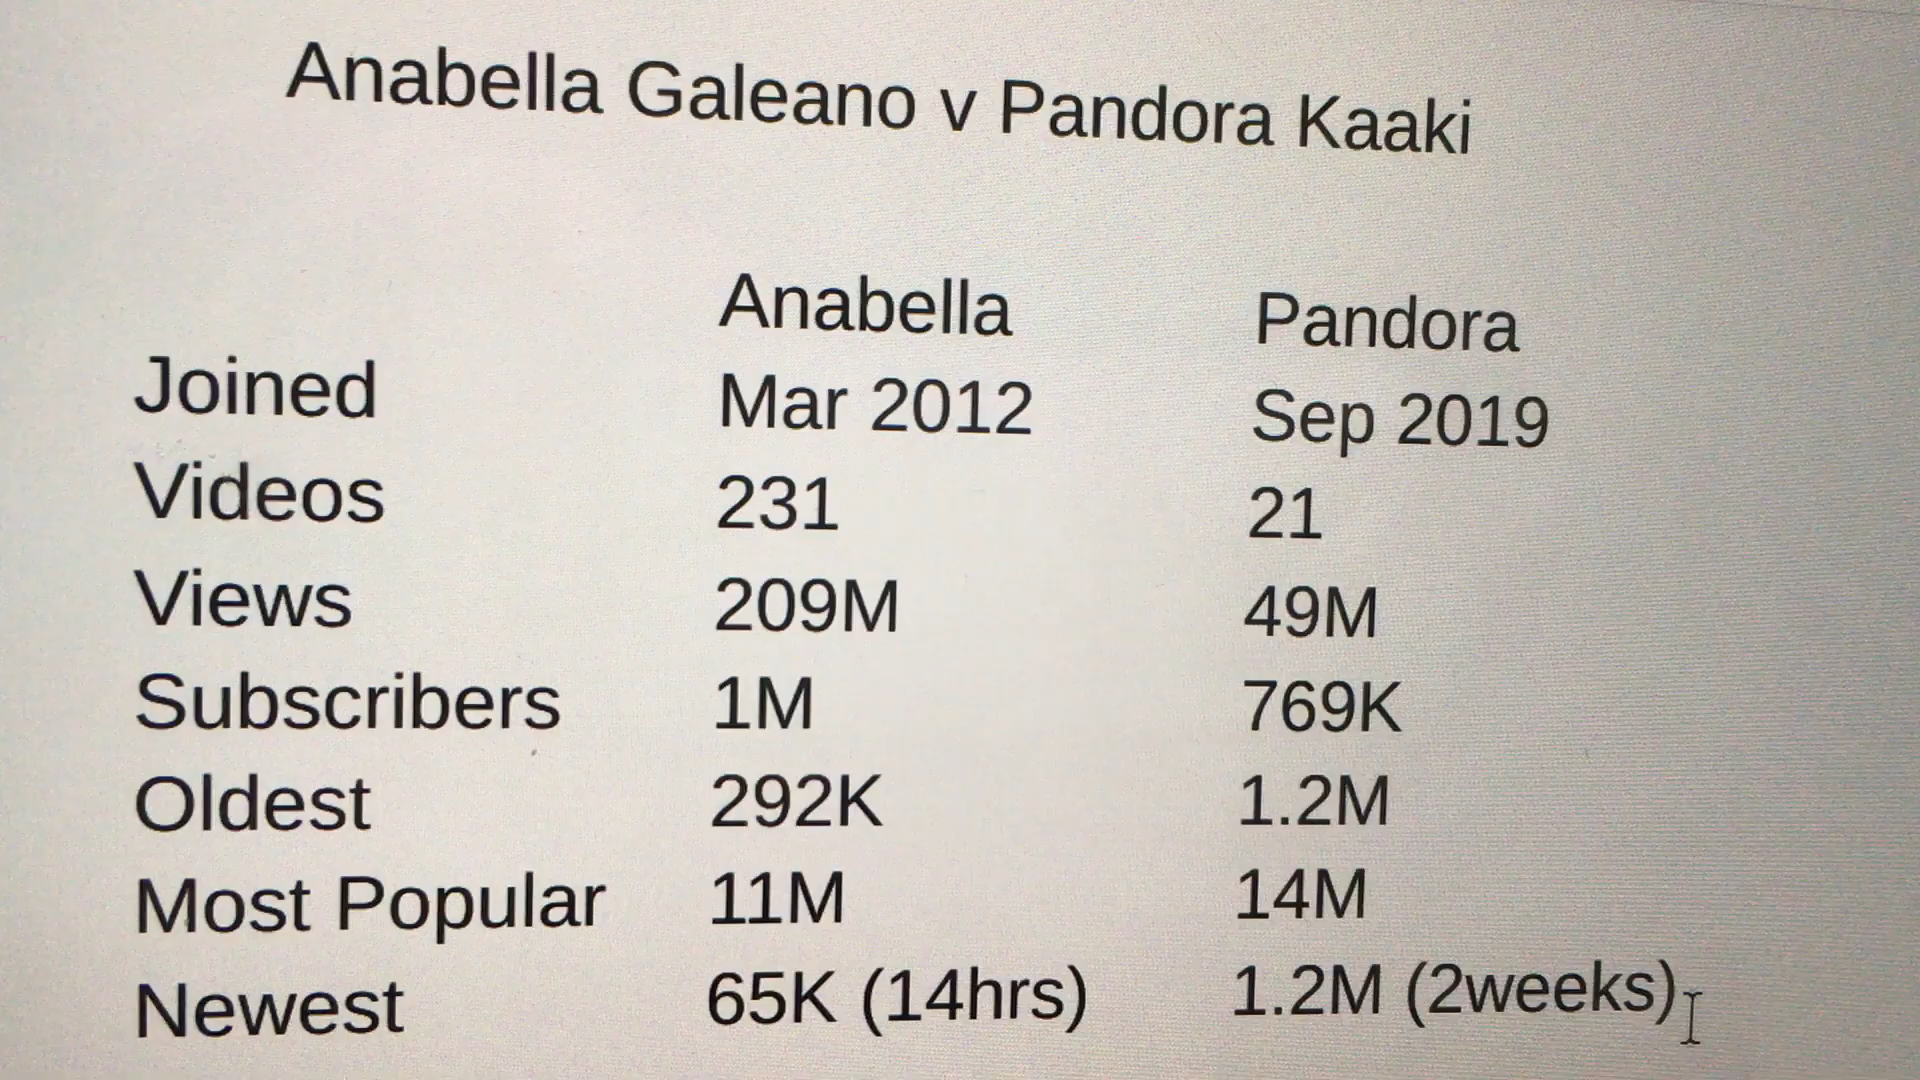 Anabella Galeano v Pandora Kaaki
Anabella Pandora
Joined Mar 2012 Sep 2019
Videos 231 21
Views 209M 49M
Subscribers 1M 769K
Oldest 292K 1.2M
Most Popular 11M 14M
Newest 65K (14hrs) 1.2M (2weeks)